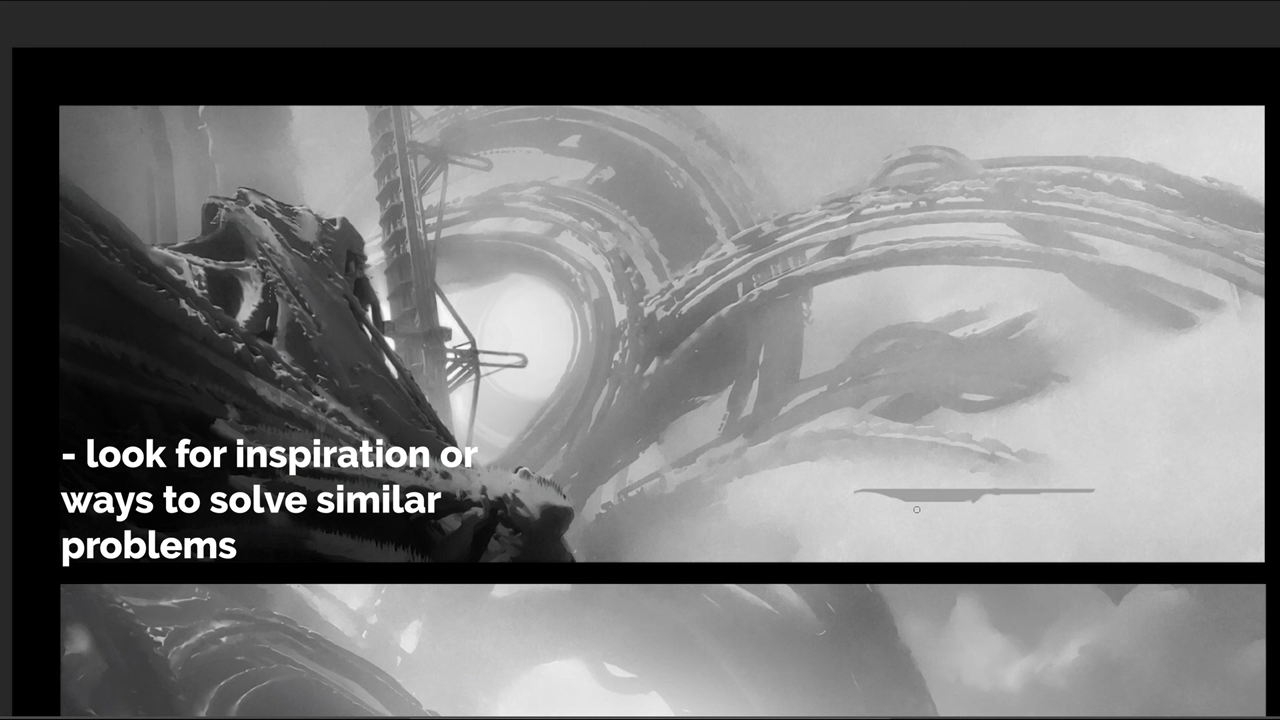 - look for inspiration or
ways to solve similar
problems